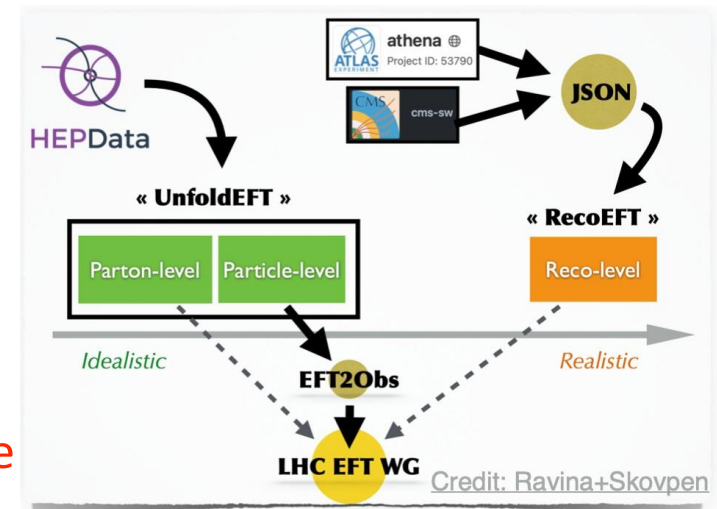 athena
Project ID: 53790
ATLAS
EXPERIMENT
CMS
cms-sw
JSON
HEPData
« UnfoldEFT »
« RecoEFT »
Parton-level
Particle-level
Reco-level
Idealistic
Realistic
EFT2Obs
e
LHC EFT WG
Credit: Ravina+Skovpen